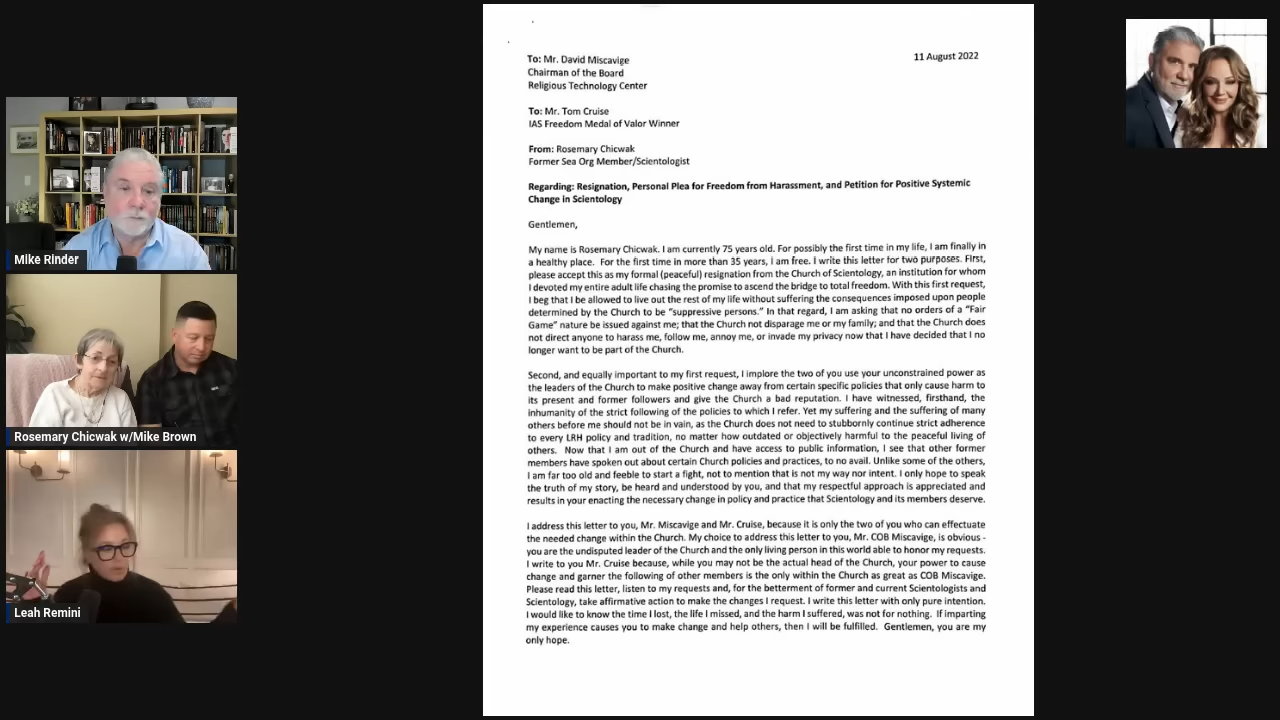 To: Mr. David Miscavige
Chairman of the Board
Religious Technology Center
11 August 2022
To: Mr. Tom Cruise
IAS Freedom Medal of Valor Winner
From: Rosemary Chicwak
Former Sea Org Member/Scientologist
Regarding: Resignation, Personal Plea for Freedom from Harassment, and Petition for Positive Systemic
Change in Scientology
Gentlemen,
My name is Rosemary Chicwak. I am currently 75 years old. For possibly the first time in my life, I am finally in
a healthy place.  For the first time in more than 35 years, I am free. I write this letter for two purposes. First,
please accept this as my formal (peaceful) resignation from the Church of Scientology, an institution for whom
I devoted my entire adult life chasing the promise to ascend the bridge to total freedom. With this first request,
I beg that I be allowed to live out the rest of my life without suffering the consequences imposed upon people
determined by the Church to be “suppressive persons.” In that regard, I am asking that no orders of a “Fair
Game” nature be issued against me; that the Church not disparage me or my family; and that the Church does
not direct anyone to harass me, follow me, annoy me, or invade my privacy now that I have decided that I no
longer want to be part of the Church.
Second, and equally important to my first request, I implore the two of you use your unconstrained power as
the leaders of the Church to make positive change away from certain specific policies that only cause harm to
its present and former followers and give the Church a bad reputation. I have witnessed, firsthand, the
inhumanity of the strict following of the policies to which I refer. Yet my suffering and the suffering of many
others before me should not be in vain, as the Church does not need to stubbornly continue strict adherence
to every LRH policy and tradition, no matter how outdated or objectively harmful to the peaceful living of
others.  Now that I am out of the Church and have access to public information, I see that other former
members have spoken out about certain Church policies and practices, to no avail. Unlike some of the others,
I am far too old and feeble to start a fight, not to mention that is not my way nor intent. I only hope to speak
the truth of my story, be heard and understood by you, and that my respectful approach is appreciated and
results in your enacting the necessary change in policy and practice that Scientology and its members deserve.
I address this letter to you, Mr. Miscavige and Mr. Cruise, because it is only the two of you who can effectuate
the needed change within the Church. My choice to address this letter to you, Mr. COB Miscavige, is obvious -
you are the undisputed leader of the Church and the only living person in this world able to honor my requests.
I write to you Mr. Cruise because, while you may not be the actual head of the Church, your power to cause
change and garner the following of other members is the only within the Church as great as COB Miscavige.
Please read this letter, listen to my requests and, for the betterment of former and current Scientologists and
Scientology, take affirmative action to make the changes I request. I write this letter with only pure intention.
I would like to know the time I lost, the life I missed, and the harm I suffered, was not for nothing.  If imparting
my experience causes you to make change and help others, then I will be fulfilled.  Gentlemen, you are my
only hope.
Mike Rinder
Rosemary Chicwak w/Mike Brown
Leah Remini